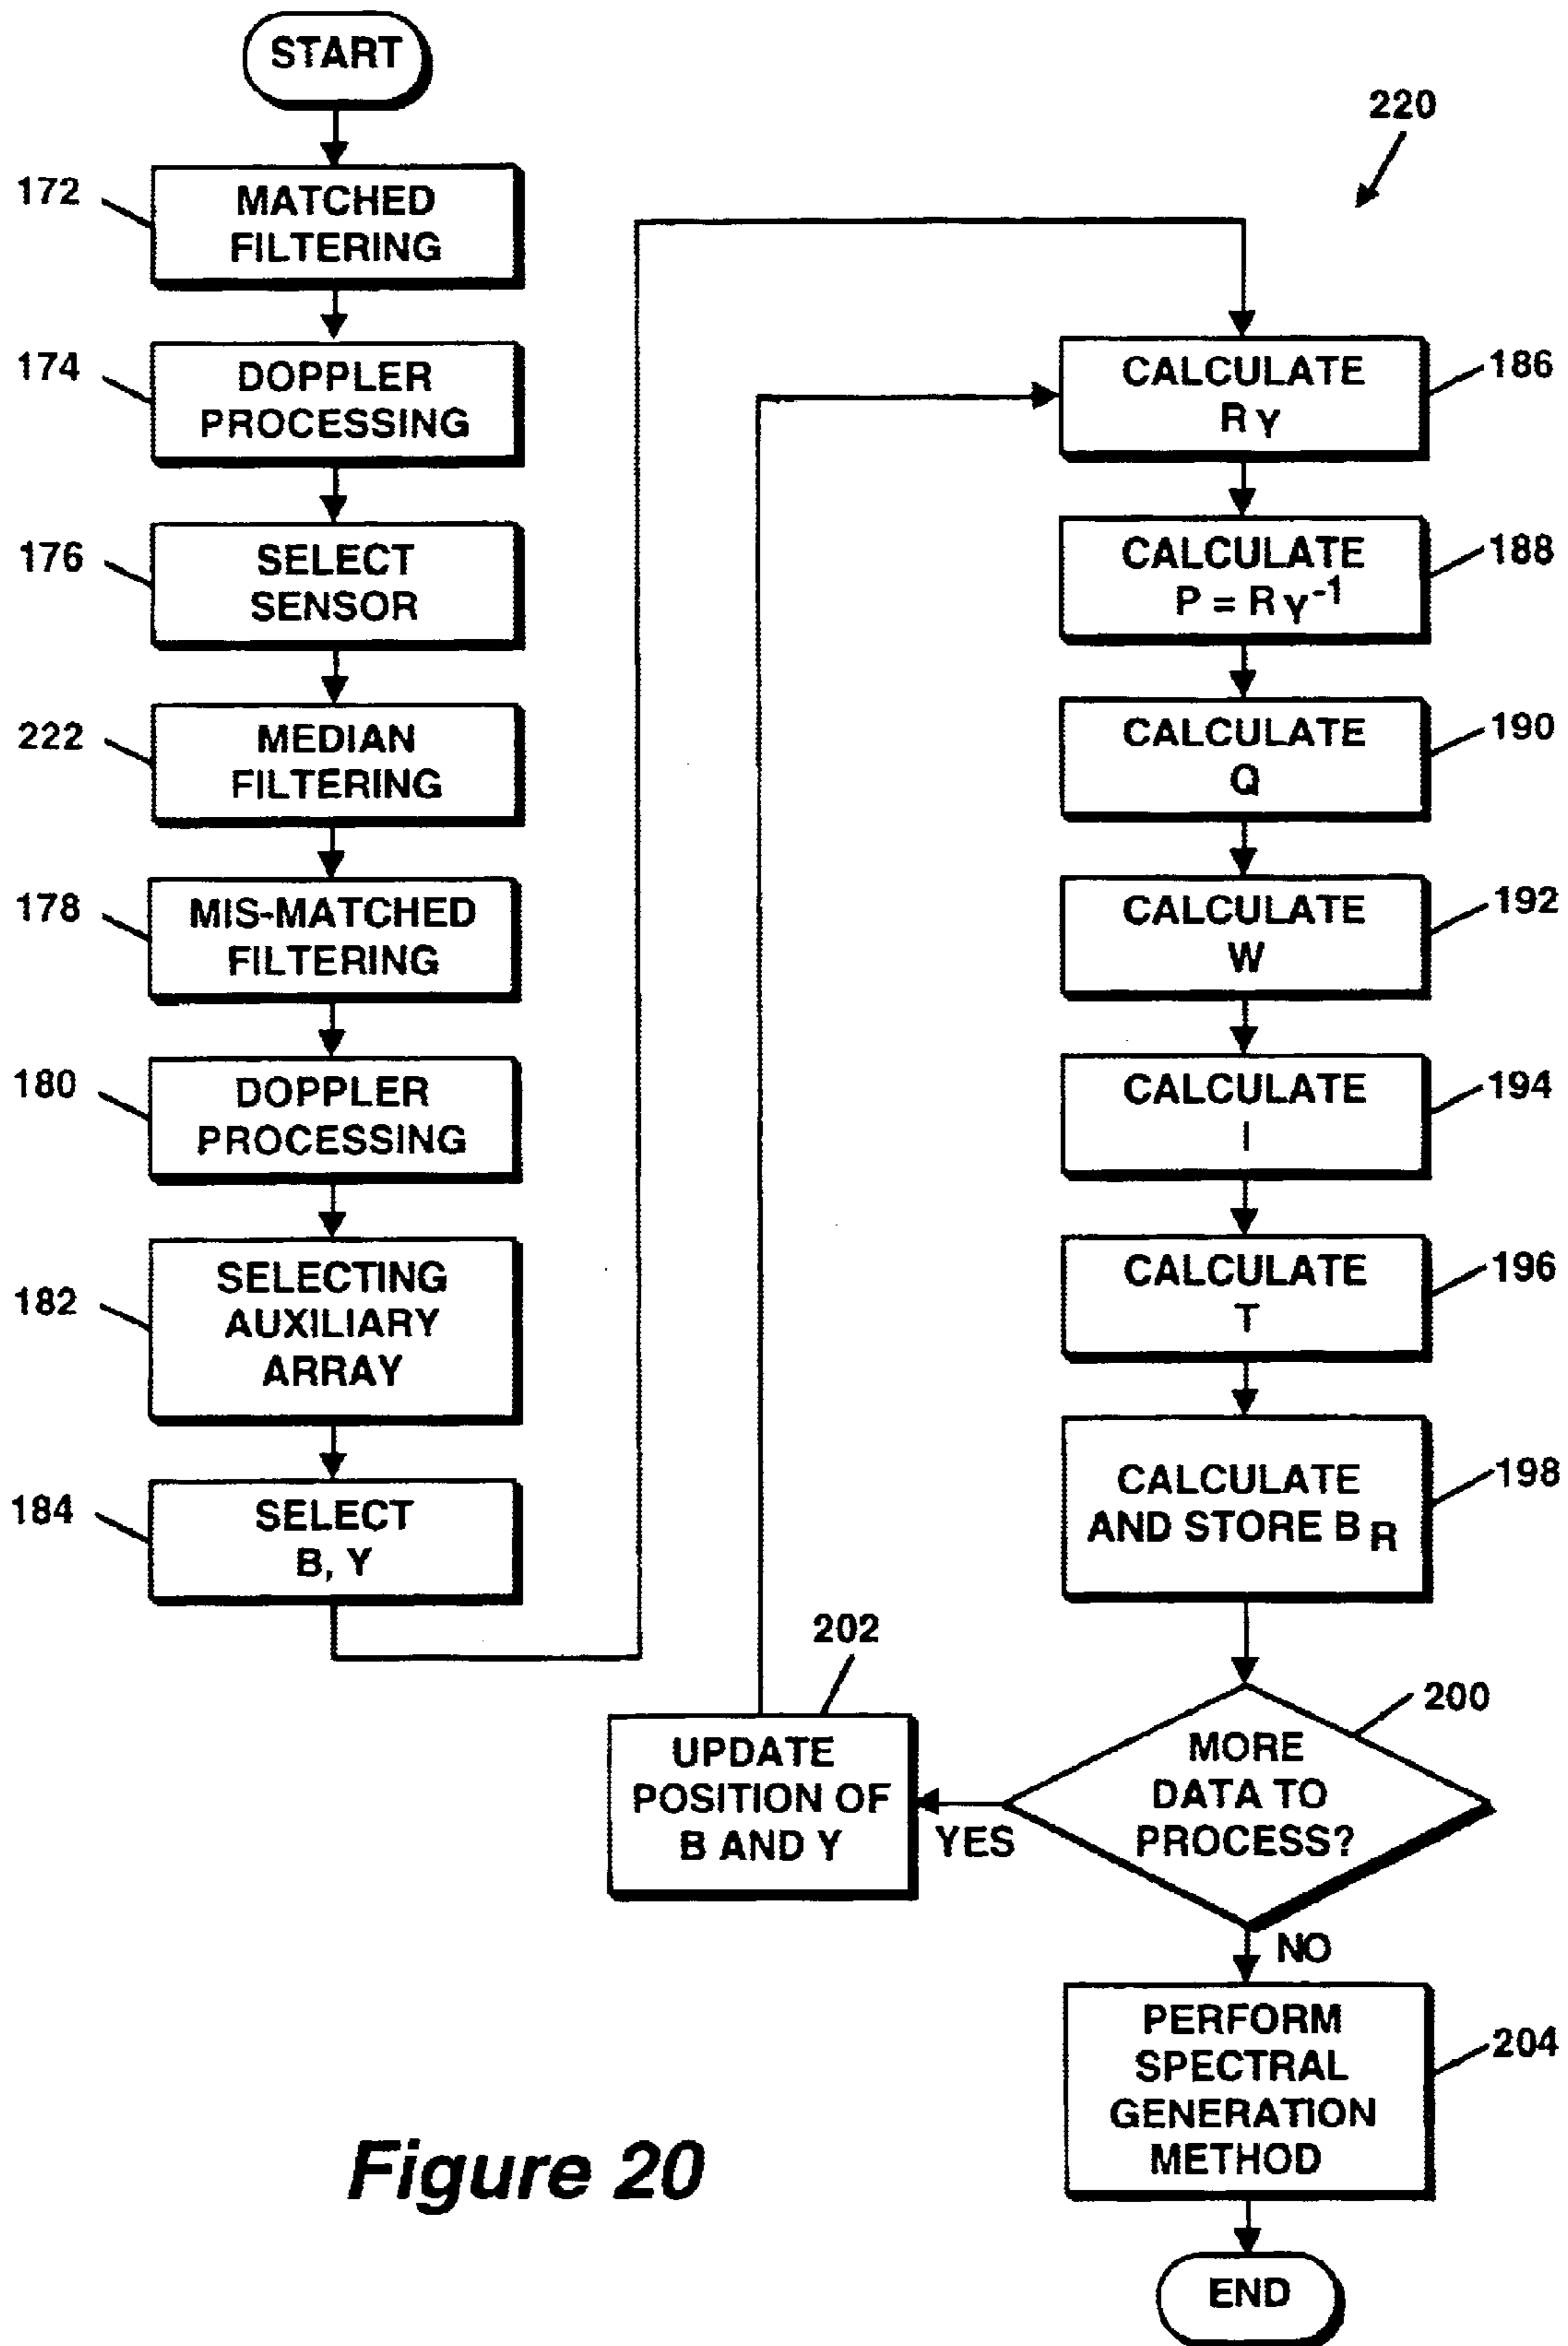 START
172
MATCHED
FILTERING
174
DOPPLER
PROCESSING
176
SELECT
SENSOR
222
MEDIAN
FILTERING
178
MIS-MATCHED
FILTERING
180
DOPPLER
PROCESSING
182
SELECTING
AUXILIARY
ARRAY
184
SELECT
B, Y
220
CALCULATE
R Y
186
CALCULATE
P = R Y⁻¹
188
CALCULATE
Q
190
CALCULATE
W
192
CALCULATE
I
194
CALCULATE
T
196
CALCULATE
AND STORE B R
198
202
UPDATE
POSITION OF
B AND Y
YES
200
MORE
DATA TO
PROCESS?
NO
PERFORM
SPECTRAL
GENERATION
METHOD
204
END
Figure 20